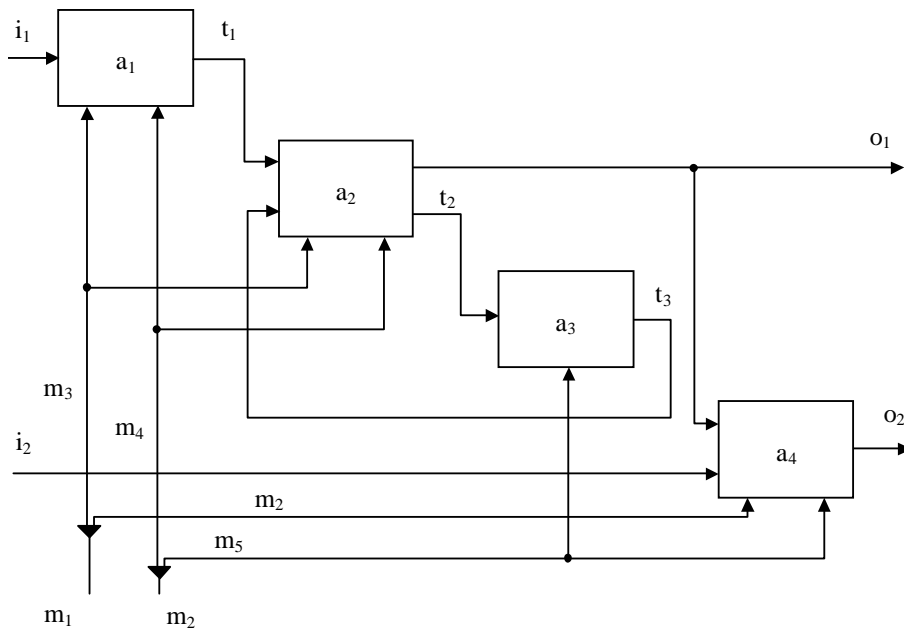 i₁
t₁
a₁
o₁
a₂
t₂
t₃
a₃
m₃
m₄
o₂
i₂
a₄
m₂
m₅
m₁
m₂